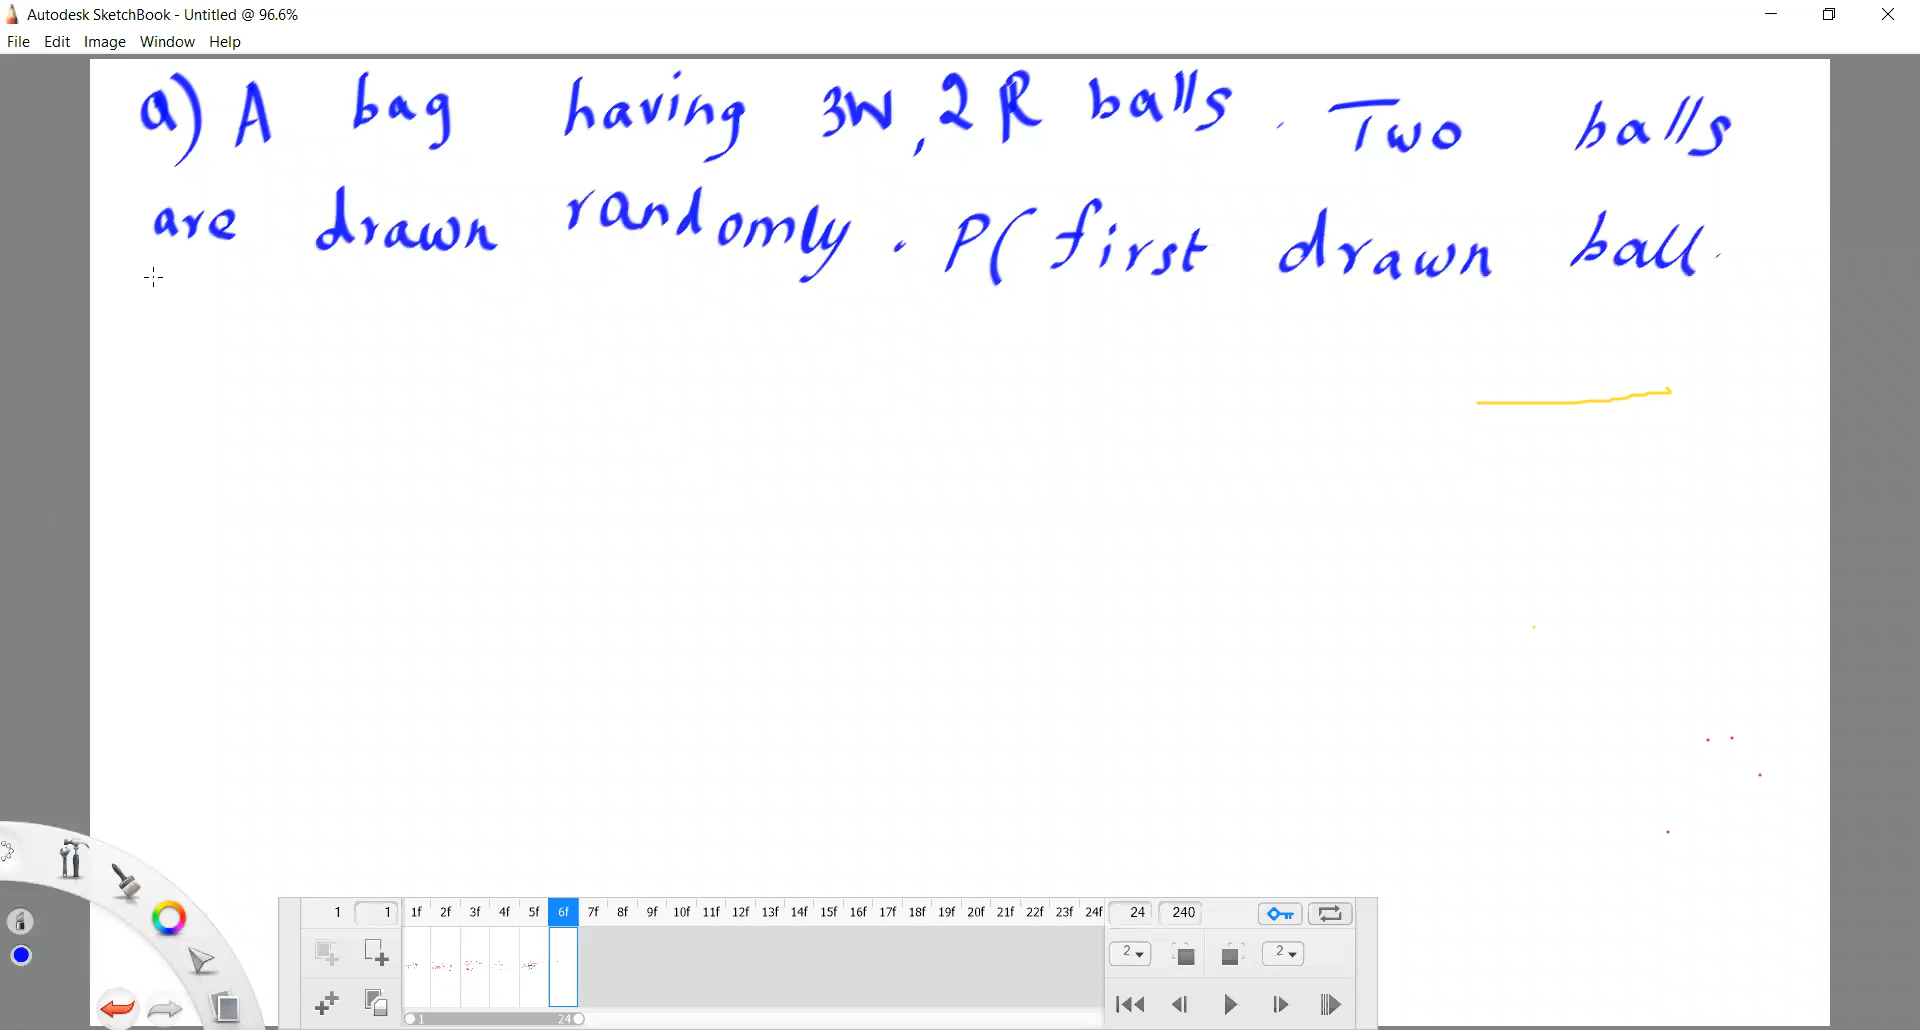 Autodesk SketchBook - Untitled @ 96.6%
File Edit Image Window Help
a) A bag having 3W, 2R balls. Two balls
are drawn randomly. P(first drawn ball
1 1 1f 2f 3f 4f 5f 6f 7f 8f 9f 10f 11f 12f 13f 14f 15f 16f 17f 18f 19f 20f 21f 22f 23f 24f 24 240
2 2
1 24